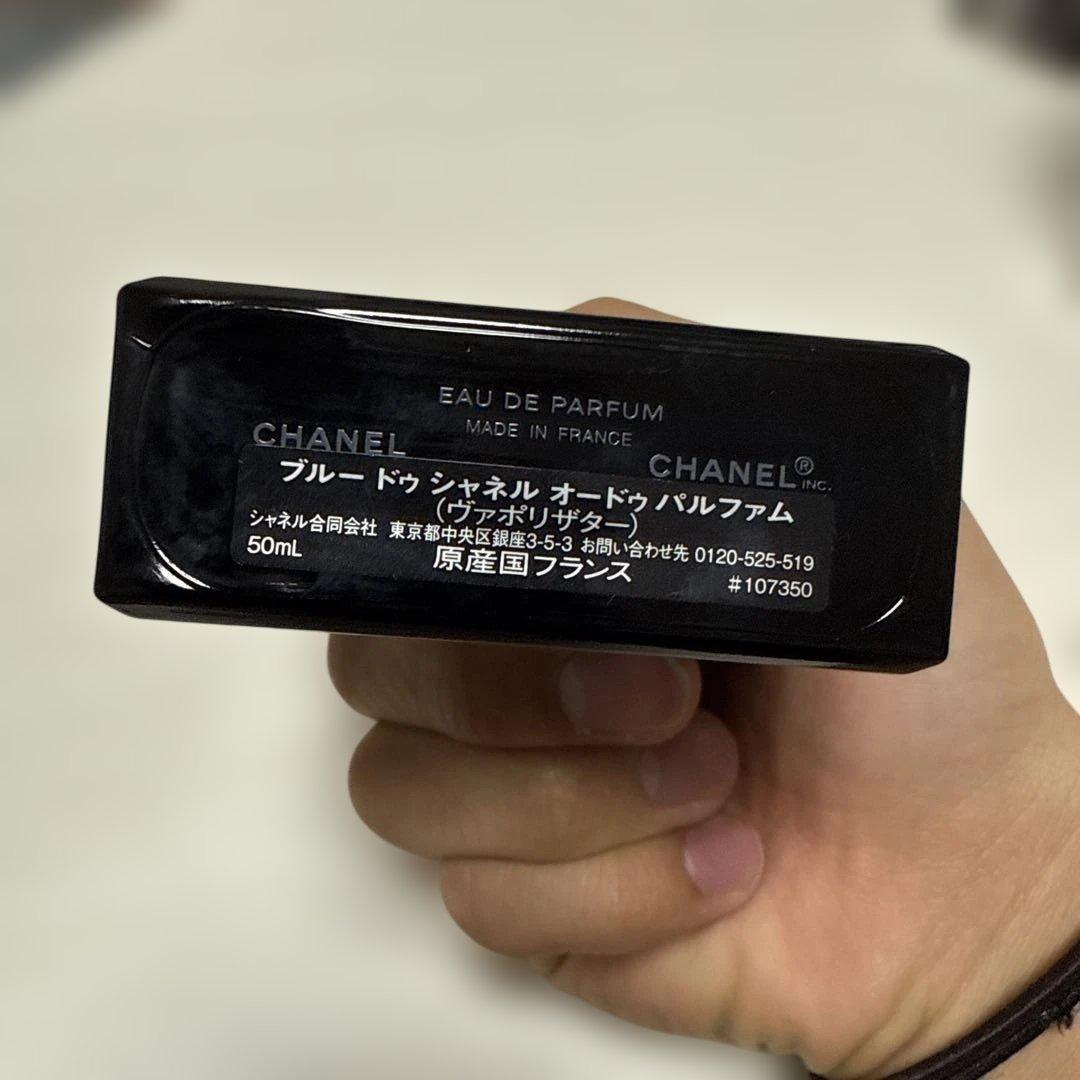 EAU DE PARFUM
MADE IN FRANCE
CHANEL
CHANEL® INC.
ブルー ドゥ シャネル オードゥ パルファム
(ヴァポリザター)
シャネル合同会社 東京都中央区銀座3-5-3 お問い合わせ先 0120-525-519
50mL
原産国フランス
#107350